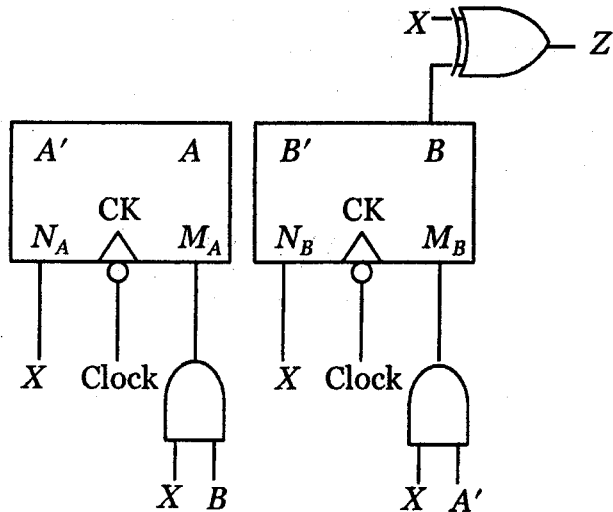 X
Z
A' A B' B
CK CK
N_A M_A N_B M_B
X Clock X Clock
X B X A'